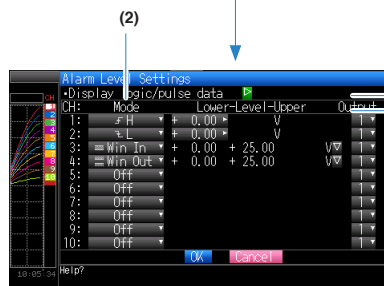 (2)
Alarm Level Settings
•Display logic/pulse data
CH: Mode Lower-Level-Upper Output
CH
1: H + 0.00 V 1
2: L + 0.00 V 1
3: Win In + 0.00 + 25.00 V 1
4: Win Out + 0.00 + 25.00 V 1
5: Off 1
6: Off 1
7: Off 1
8: Off 1
9: Off 1
10: Off 1
1
2
3
4
5
6
7
8
9
10
OK Cancel
10:05:34 Help?